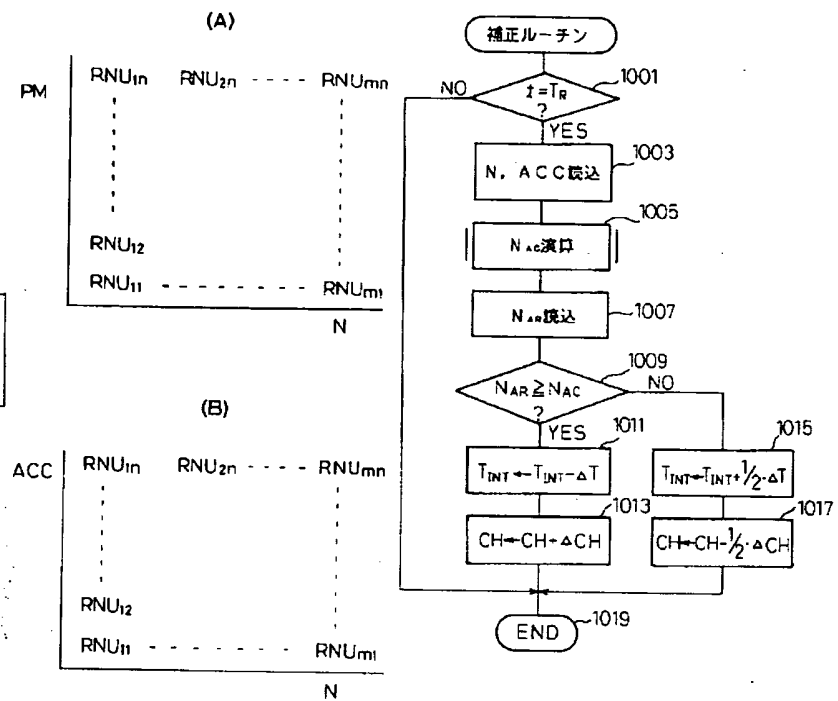 (A)
PM
RNU1n RNU2n ---- RNUmn
RNU12
RNU11 ------- RNUm1
N
(B)
ACC
RNU1n RNU2n ---- RNUmn
RNU12
RNU11 ------- RNUm1
N
補正ルーチン
t=TR
?
1001
NO
YES
N, ACC読込
1003
NAC演算
1005
NAR読込
1007
NAR≧NAC
?
1009
NO
YES
TINT←TINT-ΔT
1011
CH←CH+ΔCH
1013
TINT←TINT+1/2·ΔT
1015
CH←CH-1/2·ΔCH
1017
END
1019